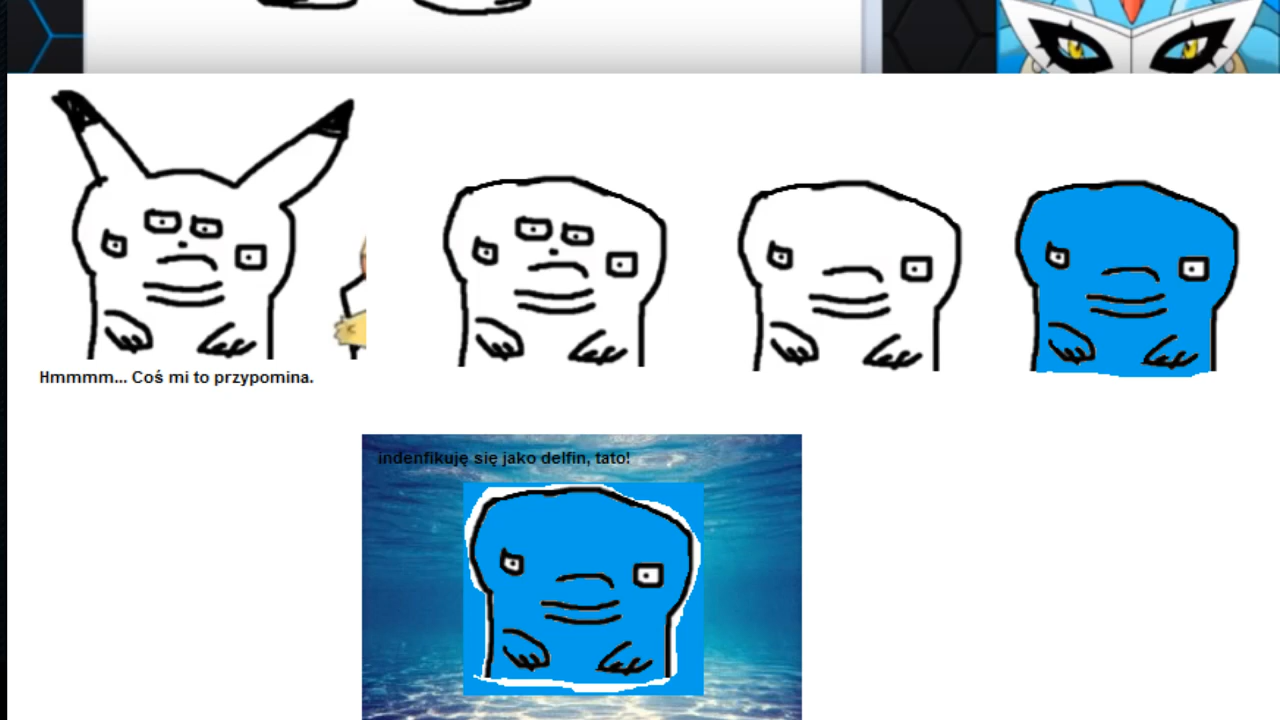 Hmmmm... Coś mi to przypomina.
indenfikuję się jako delfin, tato!